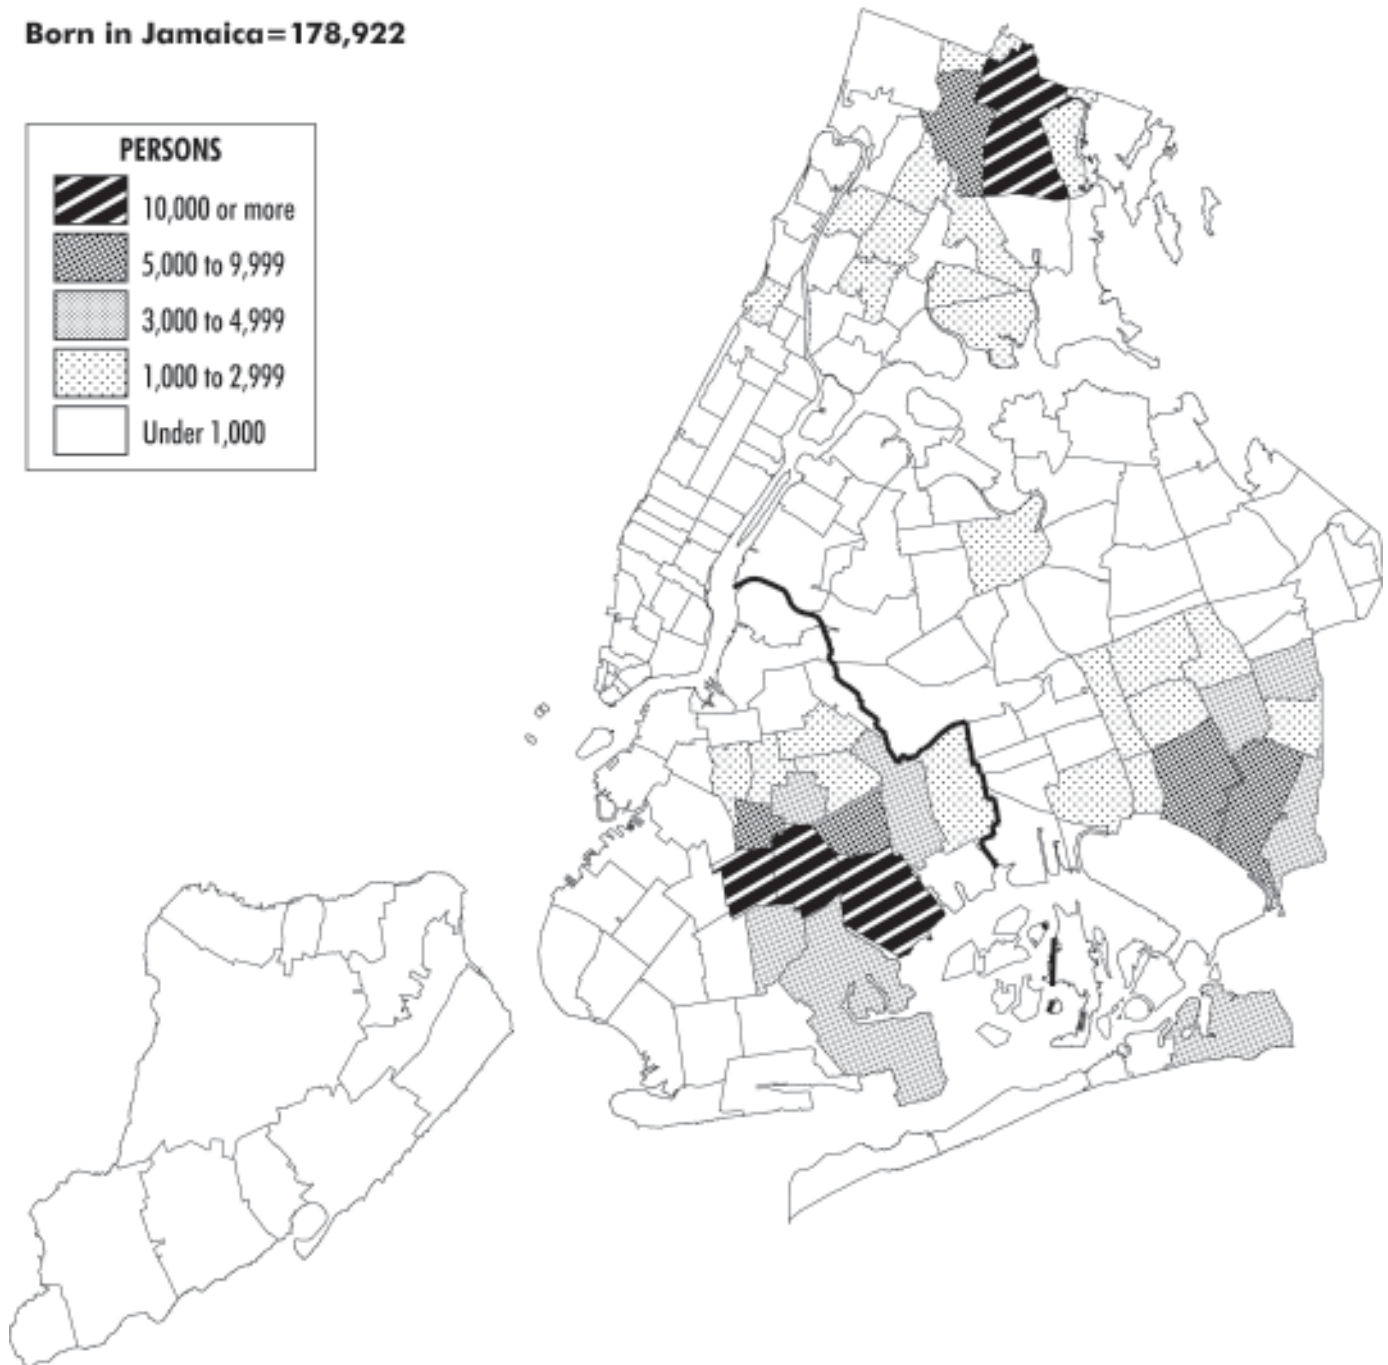 Born in Jamaica=178,922
PERSONS
10,000 or more
5,000 to 9,999
3,000 to 4,999
1,000 to 2,999
Under 1,000